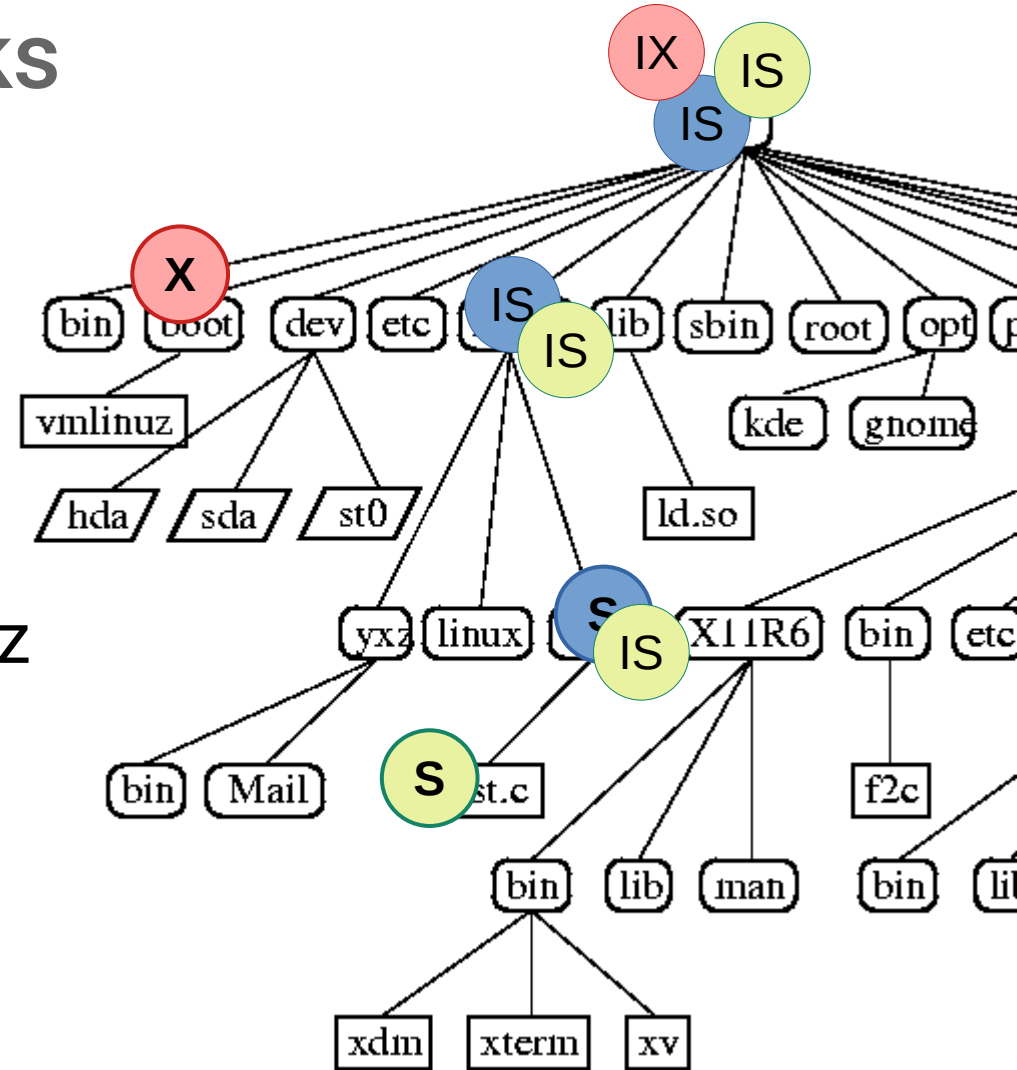 ks
IX
IS
IS
X
IS
IS
bin
boot
dev
etc
lib
sbin
root
opt
vmlinuz
kde
gnome
hda
sda
st0
ld.so
S
IS
z
yxz
linux
X11R6
bin
etc
S
st.c
bin
Mail
f2c
bin
lib
man
bin
xdm
xterm
xv